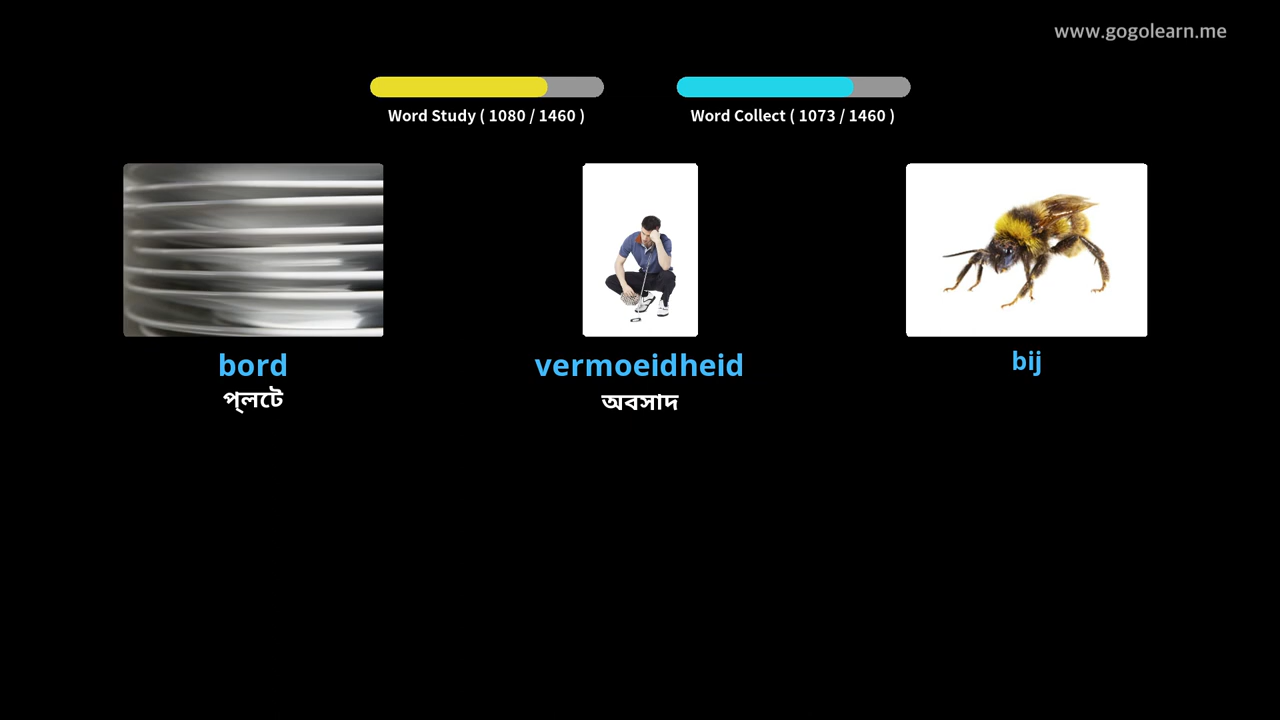 www.gogolearn.me
Word Study ( 1080 / 1460 )
Word Collect ( 1073 / 1460 )
bord
vermoeidheid
bij
প্লেট
অবসাদ